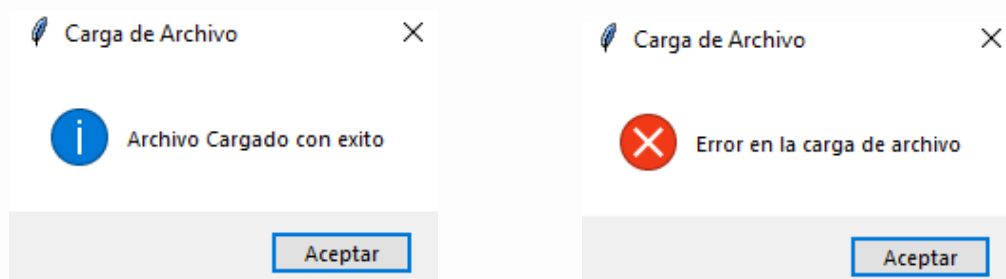 Carga de Archivo
Archivo Cargado con exito
Aceptar
Carga de Archivo
Error en la carga de archivo
Aceptar